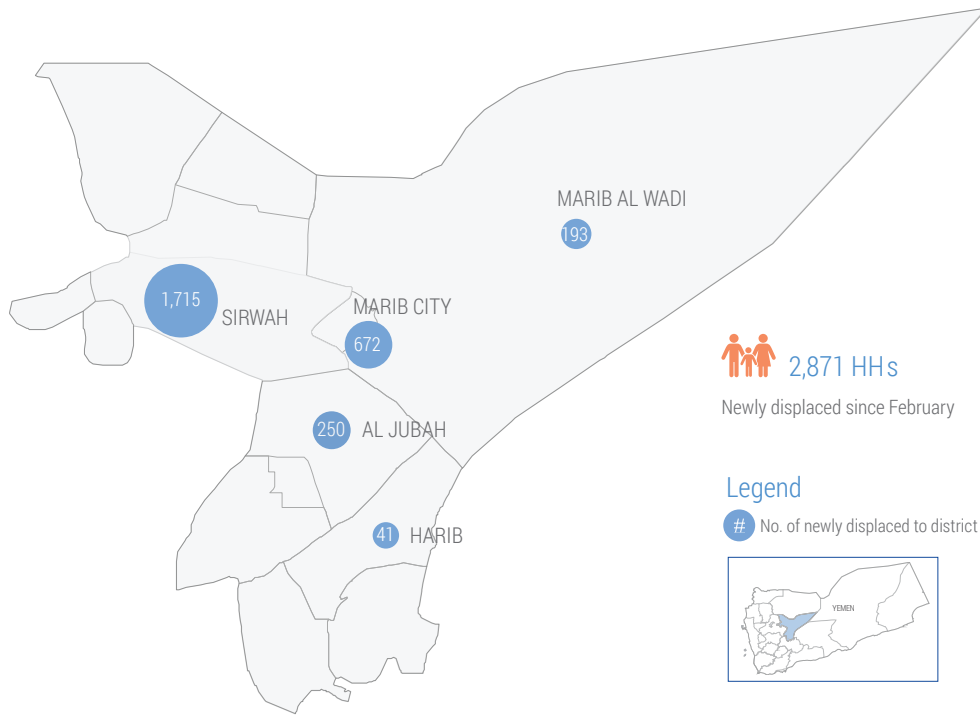 MARIB AL WADI
193
1,715
SIRWAH
MARIB CITY
672
250
AL JUBAH
41
HARIB
2,871 HHs
Newly displaced since February
Legend
# No. of newly displaced to district
YEMEN